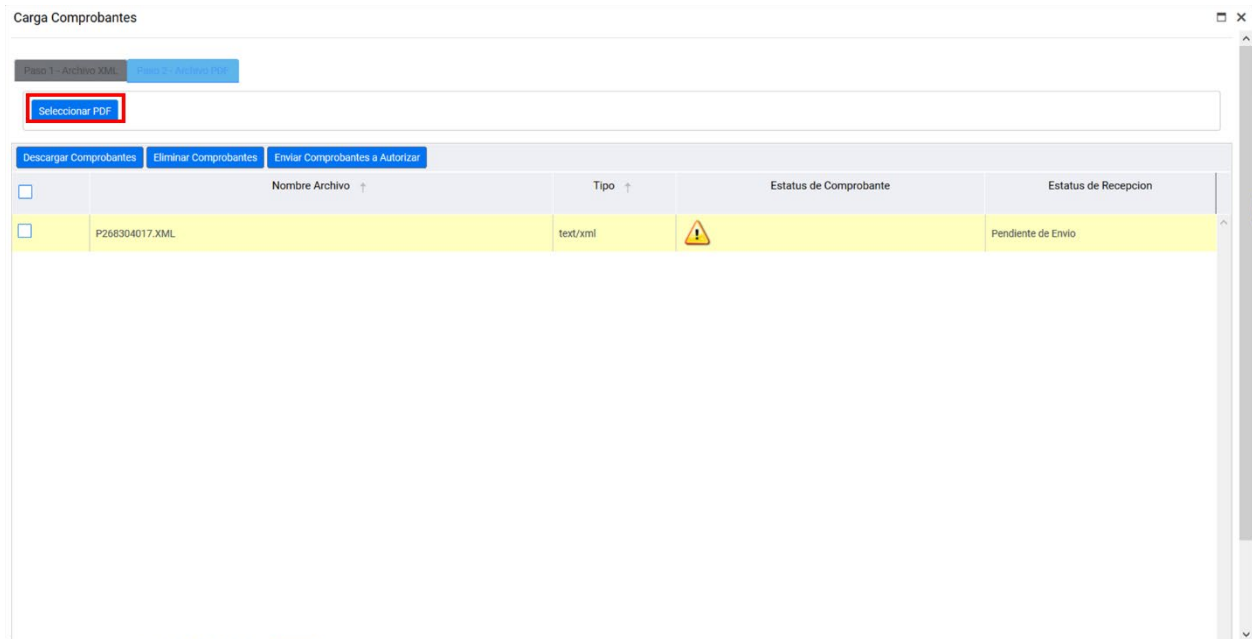 Carga Comprobantes
Paso 1 - Archivo XML Paso 2 - Archivo PDF
Seleccionar PDF
Descargar Comprobantes Eliminar Comprobantes Enviar Comprobantes a Autorizar
Nombre Archivo Tipo Estatus de Comprobante Estatus de Recepcion
P268304017.XML text/xml Pendiente de Envio